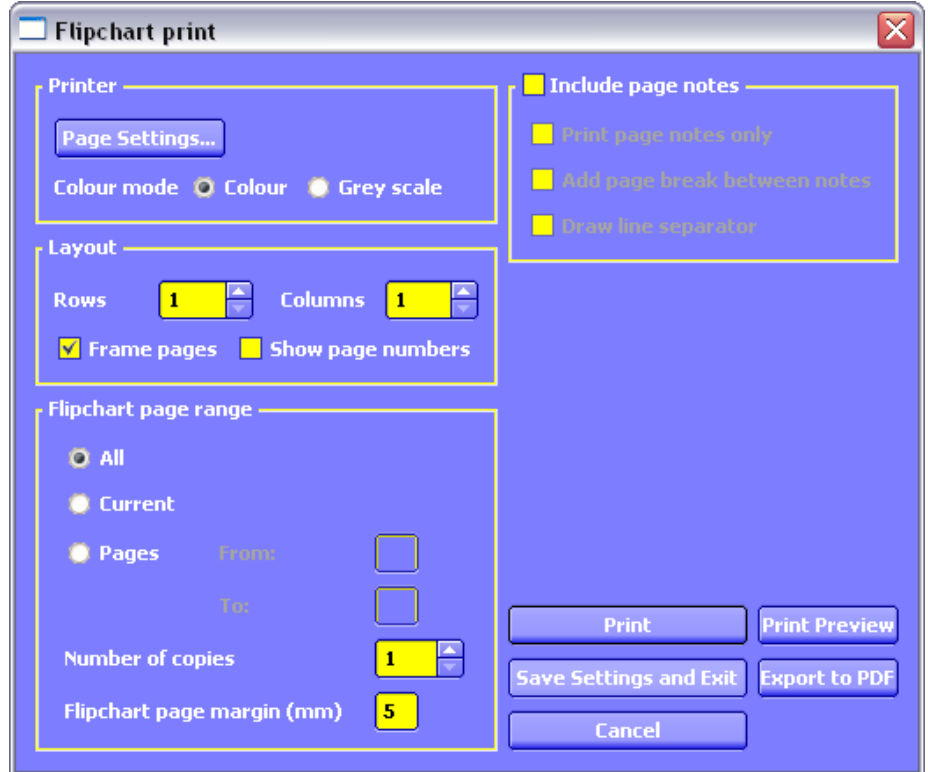 Flipchart print
Printer
Page Settings...
Colour mode Colour Grey scale
Layout
Rows 1 Columns 1
Frame pages Show page numbers
Flipchart page range
All
Current
Pages From:
To:
Number of copies 1
Flipchart page margin (mm) 5
Include page notes
Print page notes only
Add page break between notes
Draw line separator
Print Print Preview
Save Settings and Exit Export to PDF
Cancel